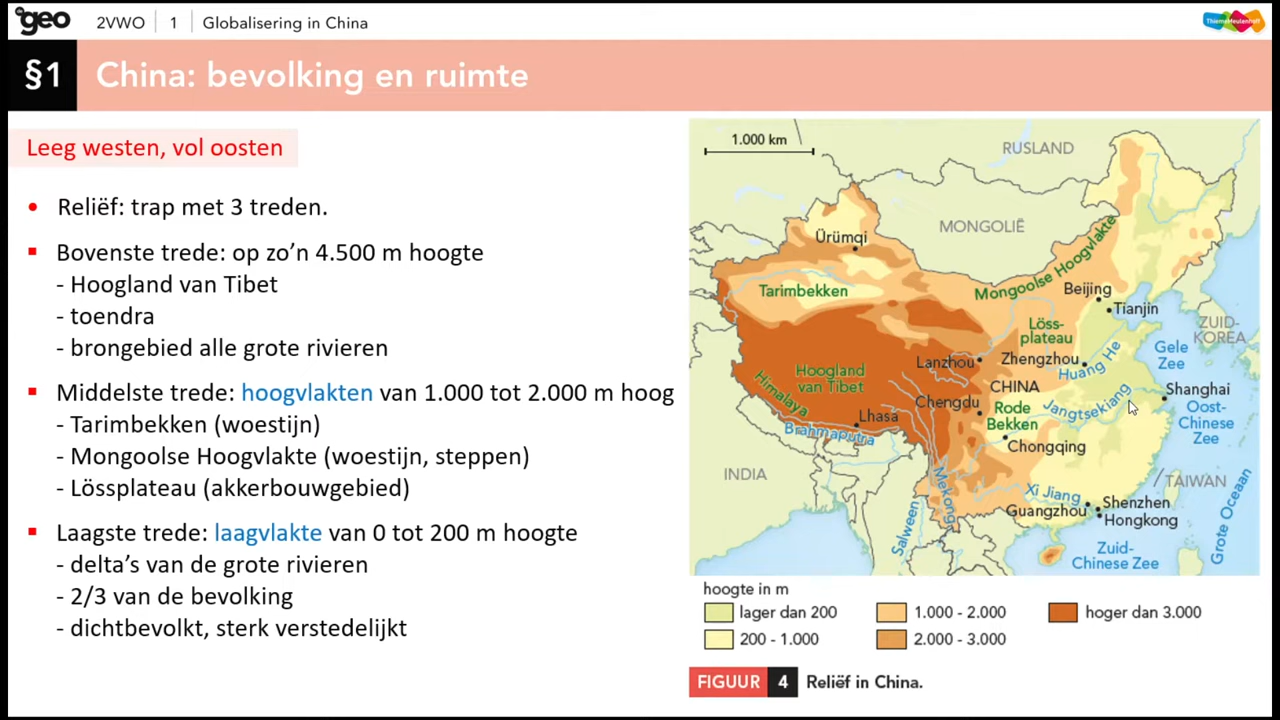 de geo
2VWO | 1 | Globalisering in China
ThiemeMeulenhoff
§1 China: bevolking en ruimte
Leeg westen, vol oosten
• Reliëf: trap met 3 treden.
▪ Bovenste trede: op zo’n 4.500 m hoogte
- Hoogland van Tibet
- toendra
- brongebied alle grote rivieren
▪ Middelste trede: hoogvlakten van 1.000 tot 2.000 m hoog
- Tarimbekken (woestijn)
- Mongoolse Hoogvlakte (woestijn, steppen)
- Lössplateau (akkerbouwgebied)
▪ Laagste trede: laagvlakte van 0 tot 200 m hoogte
- delta’s van de grote rivieren
- 2/3 van de bevolking
- dichtbevolkt, sterk verstedelijkt
1.000 km
RUSLAND
MONGOLIË
Ürümqi
Mongoolse Hoogvlakte
Tarimbekken
Beijing
Tianjin
Löss-
plateau
ZUID-
KOREA
Lanzhou
Zhengzhou
Huang He
Gele
Zee
Hoogland
van Tibet
Himalaya
CHINA
Chengdu
Jangtsekiang
Shanghai
Rode
Bekken
Oost-
Chinese
Zee
Lhasa
Brahmaputra
Chongqing
INDIA
Mekong
Salween
Xi Jiang
TAIWAN
Guangzhou
Shenzhen
Hongkong
Grote Oceaan
Zuid-
Chinese Zee
hoogte in m
lager dan 200
1.000 - 2.000
hoger dan 3.000
200 - 1.000
2.000 - 3.000
FIGUUR 4 Reliëf in China.